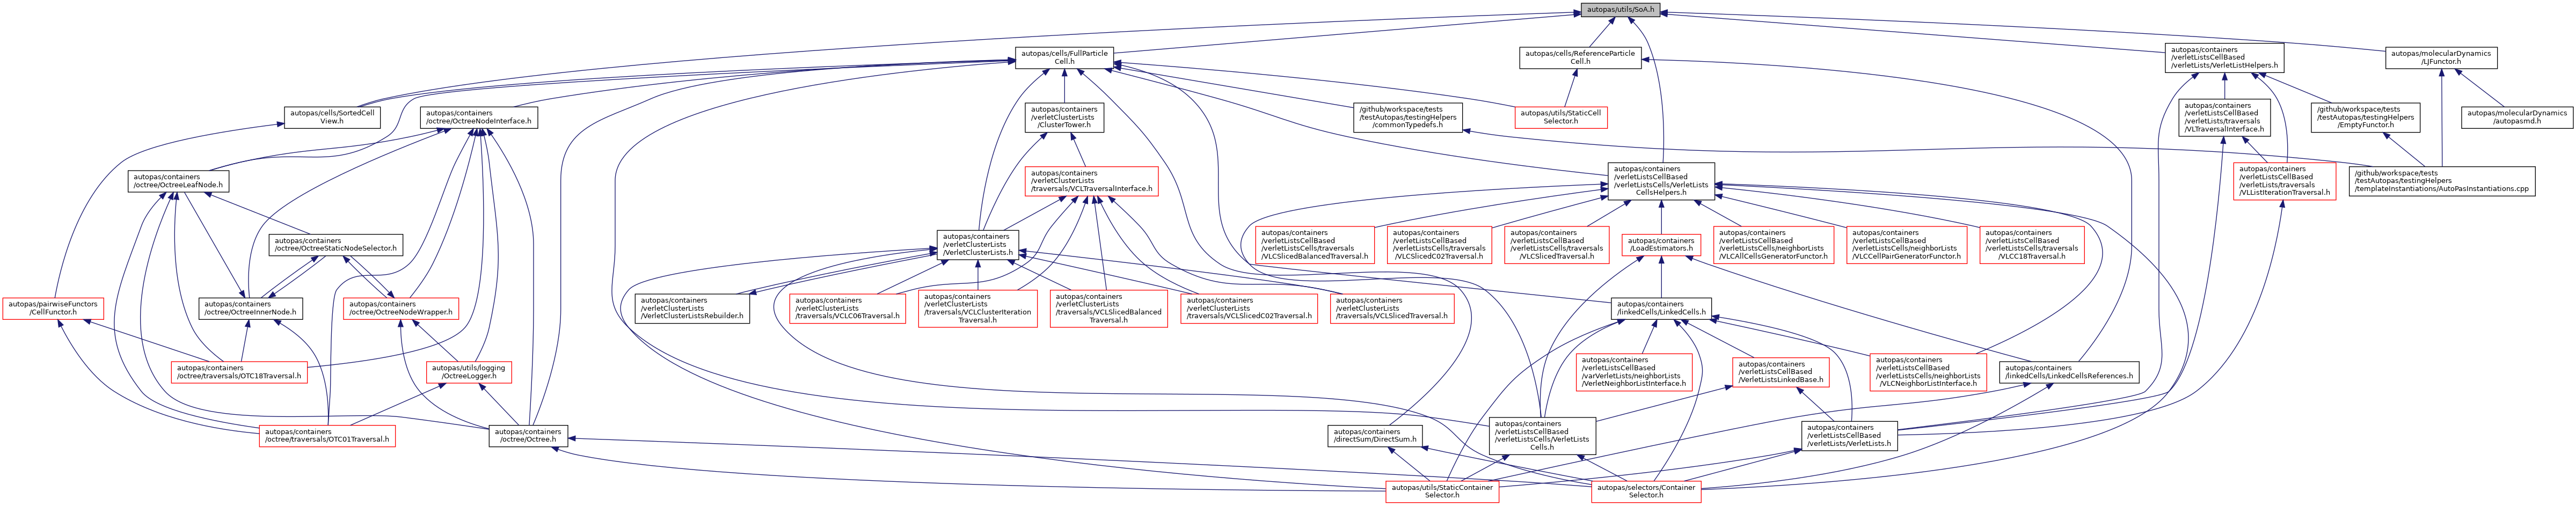 autopas/utils/SoA.h
autopas/cells/FullParticle
Cell.h
autopas/cells/ReferenceParticle
Cell.h
autopas/containers
/verletListsCellBased
/verletLists/VerletListHelpers.h
autopas/molecularDynamics
/LJFunctor.h
autopas/cells/SortedCell
View.h
autopas/containers
/octree/OctreeNodeInterface.h
autopas/containers
/verletClusterLists
/ClusterTower.h
/github/workspace/tests
/testAutopas/testingHelpers
/commonTypedefs.h
autopas/utils/StaticCell
Selector.h
autopas/containers
/verletListsCellBased
/verletLists/traversals
/VLTraversalInterface.h
/github/workspace/tests
/testAutopas/testingHelpers
/EmptyFunctor.h
autopas/molecularDynamics
/autopasmd.h
autopas/containers
/octree/OctreeLeafNode.h
autopas/containers
/verletClusterLists
/traversals/VCLTraversalInterface.h
autopas/containers
/verletListsCellBased
/verletListsCells/VerletLists
CellsHelpers.h
autopas/containers
/verletListsCellBased
/verletLists/traversals
/VLListIterationTraversal.h
/github/workspace/tests
/testAutopas/testingHelpers
/templateInstantiations/AutoPasInstantiations.cpp
autopas/containers
/octree/OctreeStaticNodeSelector.h
autopas/containers
/verletClusterLists
/VerletClusterLists.h
autopas/containers
/verletListsCellBased
/verletListsCells/traversals
/VLCSlicedBalancedTraversal.h
autopas/containers
/verletListsCellBased
/verletListsCells/traversals
/VLCSlicedC02Traversal.h
autopas/containers
/verletListsCellBased
/verletListsCells/traversals
/VLCSlicedTraversal.h
autopas/containers
/LoadEstimators.h
autopas/containers
/verletListsCellBased
/verletListsCells/neighborLists
/VLCAllCellsGeneratorFunctor.h
autopas/containers
/verletListsCellBased
/verletListsCells/neighborLists
/VLCCellPairGeneratorFunctor.h
autopas/containers
/verletListsCellBased
/verletListsCells/traversals
/VLCC18Traversal.h
autopas/pairwiseFunctors
/CellFunctor.h
autopas/containers
/octree/OctreeInnerNode.h
autopas/containers
/octree/OctreeNodeWrapper.h
autopas/containers
/verletClusterLists
/VerletClusterListsRebuilder.h
autopas/containers
/verletClusterLists
/traversals/VCLC06Traversal.h
autopas/containers
/verletClusterLists
/traversals/VCLClusterIteration
Traversal.h
autopas/containers
/verletClusterLists
/traversals/VCLSlicedBalanced
Traversal.h
autopas/containers
/verletClusterLists
/traversals/VCLSlicedC02Traversal.h
autopas/containers
/verletClusterLists
/traversals/VCLSlicedTraversal.h
autopas/containers
/linkedCells/LinkedCells.h
autopas/containers
/octree/traversals/OTC18Traversal.h
autopas/utils/logging
/OctreeLogger.h
autopas/containers
/verletListsCellBased
/varVerletLists/neighborLists
/VerletNeighborListInterface.h
autopas/containers
/verletListsCellBased
/VerletListsLinkedBase.h
autopas/containers
/verletListsCellBased
/verletListsCells/neighborLists
/VLCNeighborListInterface.h
autopas/containers
/linkedCells/LinkedCellsReferences.h
autopas/containers
/octree/traversals/OTC01Traversal.h
autopas/containers
/octree/Octree.h
autopas/containers
/directSum/DirectSum.h
autopas/containers
/verletListsCellBased
/verletListsCells/VerletLists
Cells.h
autopas/containers
/verletListsCellBased
/verletLists/VerletLists.h
autopas/utils/StaticContainer
Selector.h
autopas/selectors/Container
Selector.h